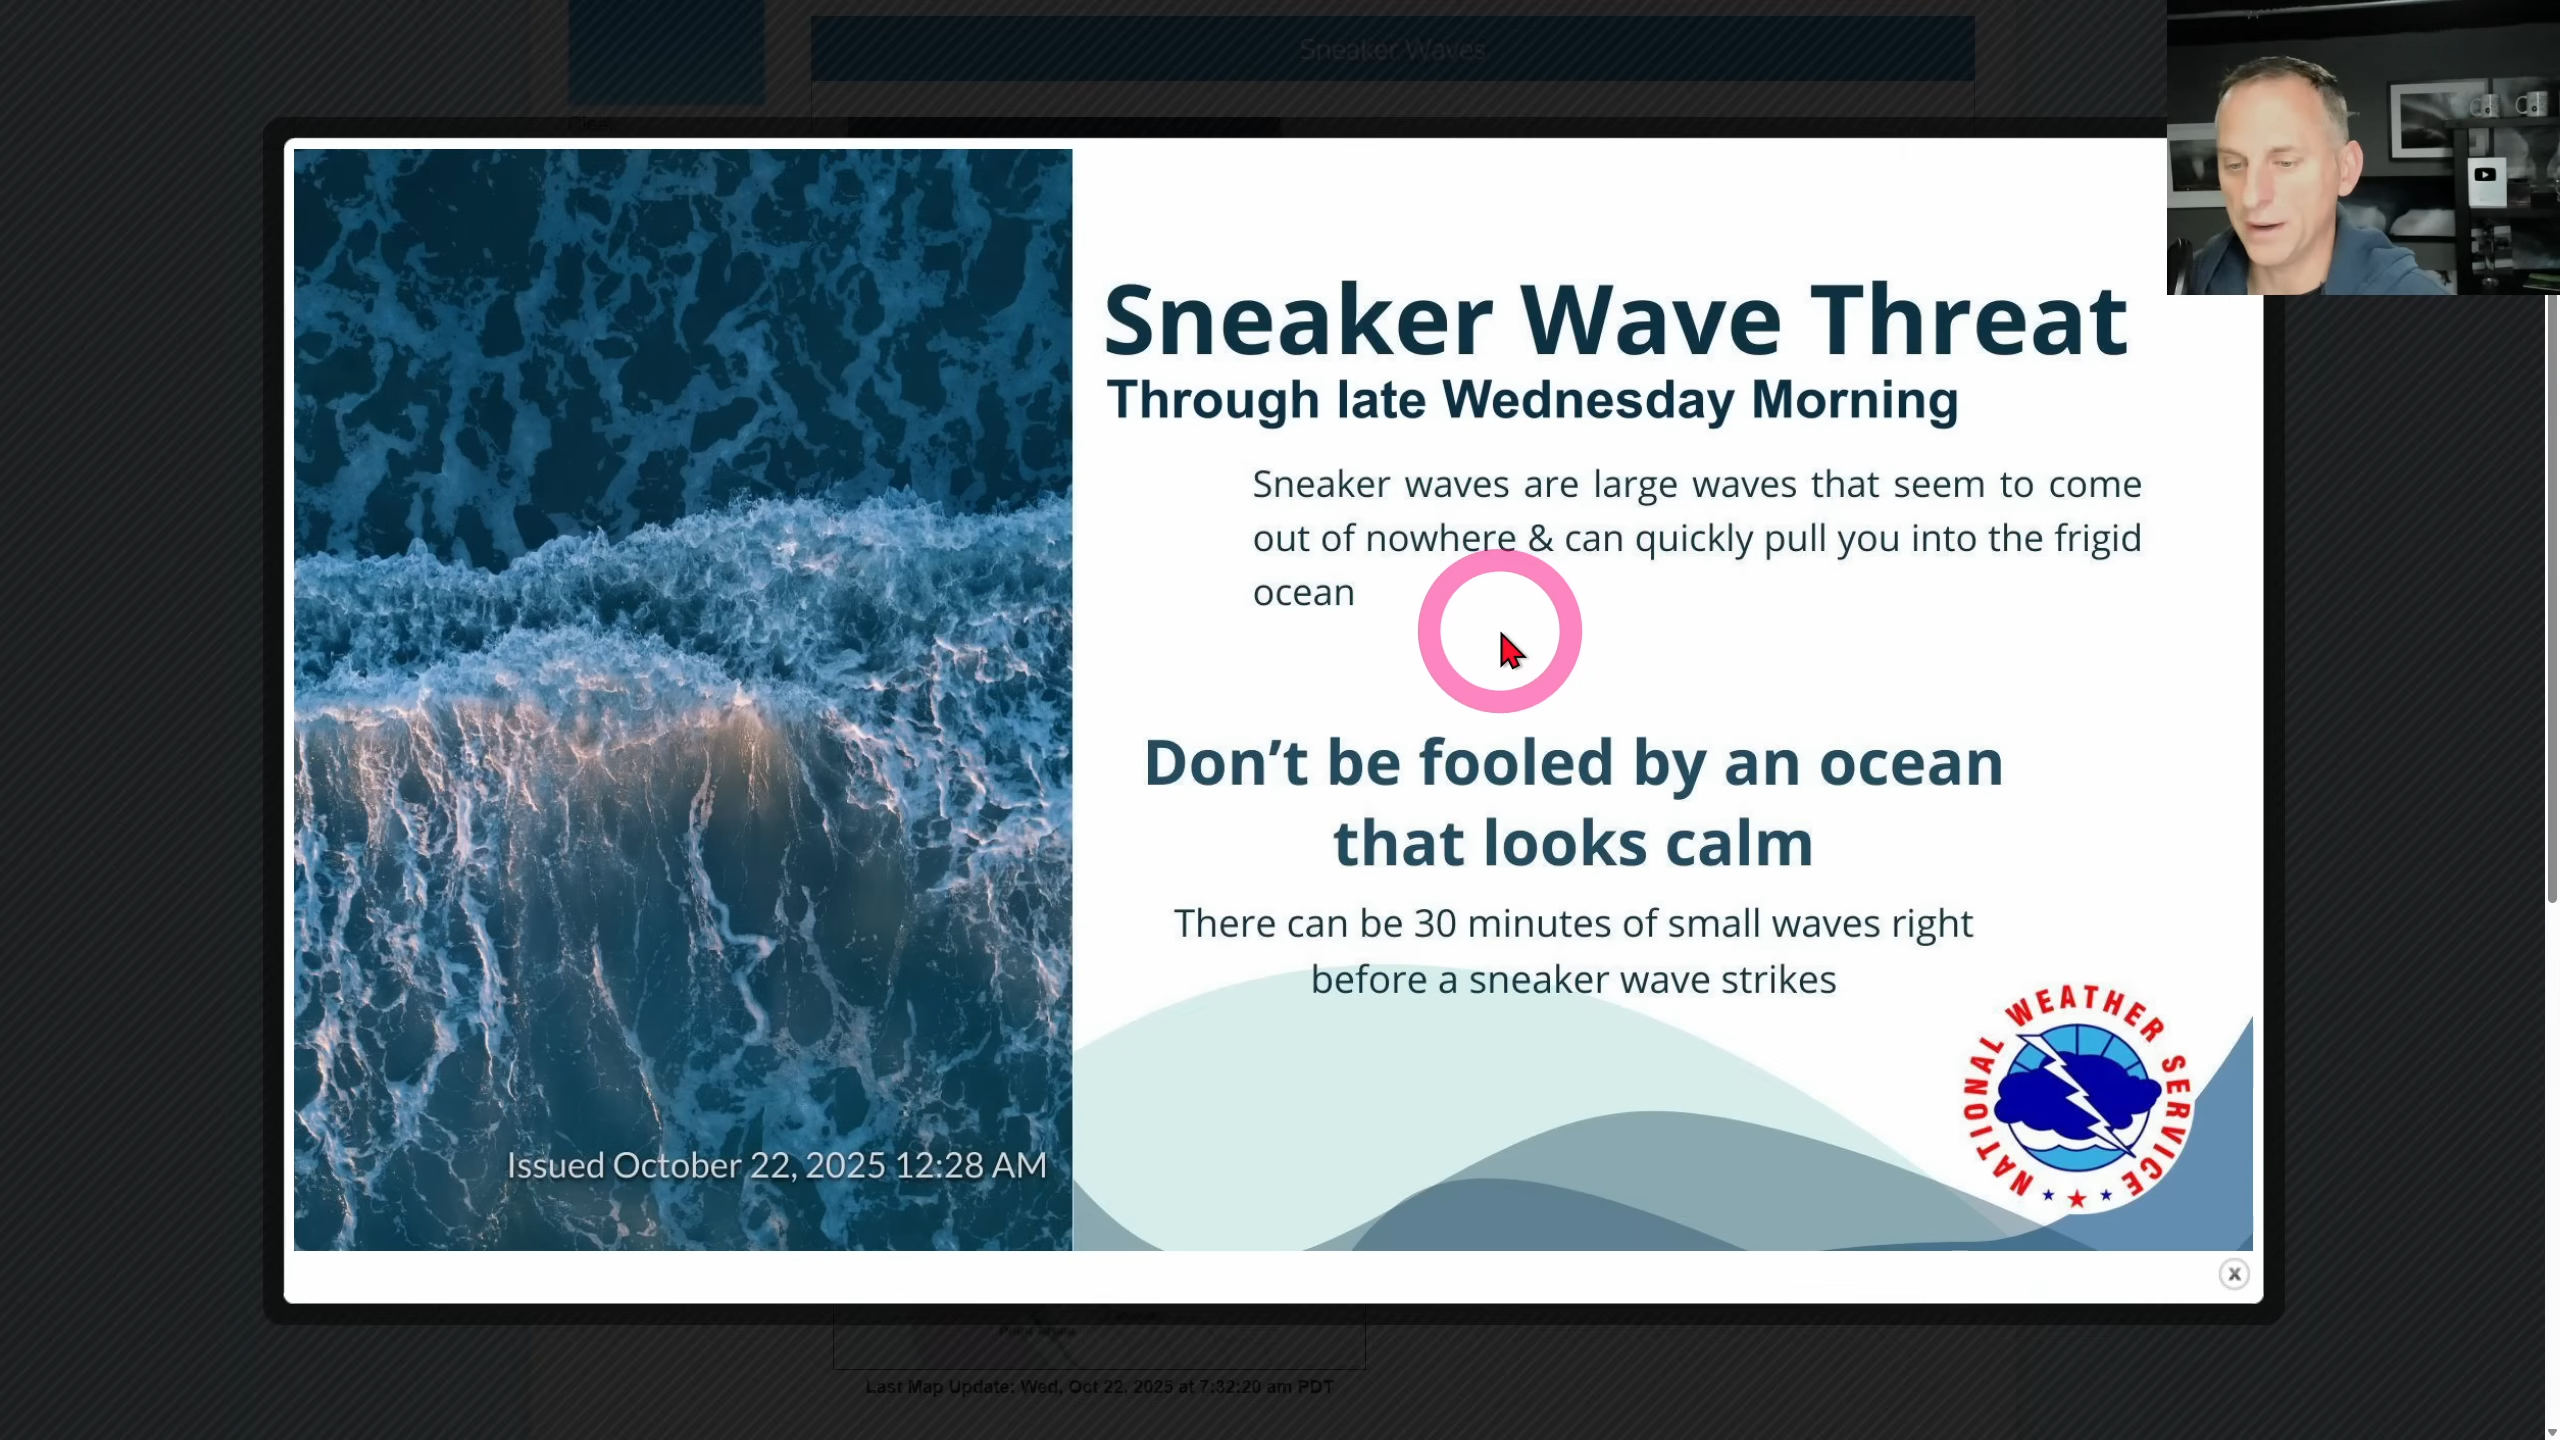 Sneaker Waves
Sneaker Wave Threat
Through late Wednesday Morning
Sneaker waves are large waves that seem to come
out of nowhere & can quickly pull you into the frigid
ocean
Don’t be fooled by an ocean
that looks calm
There can be 30 minutes of small waves right
before a sneaker wave strikes
NATIONAL WEATHER SERVICE
Issued October 22, 2025 12:28 AM
x
Last Map Update: Wed, Oct 22, 2025 at 7:32:20 am PDT